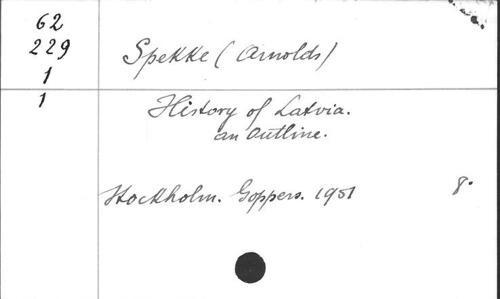 62
229
1
1
Spekke (Arnolds)
History of Latvia.
an Outline.
Stockholm. Goppers. 1951 8.